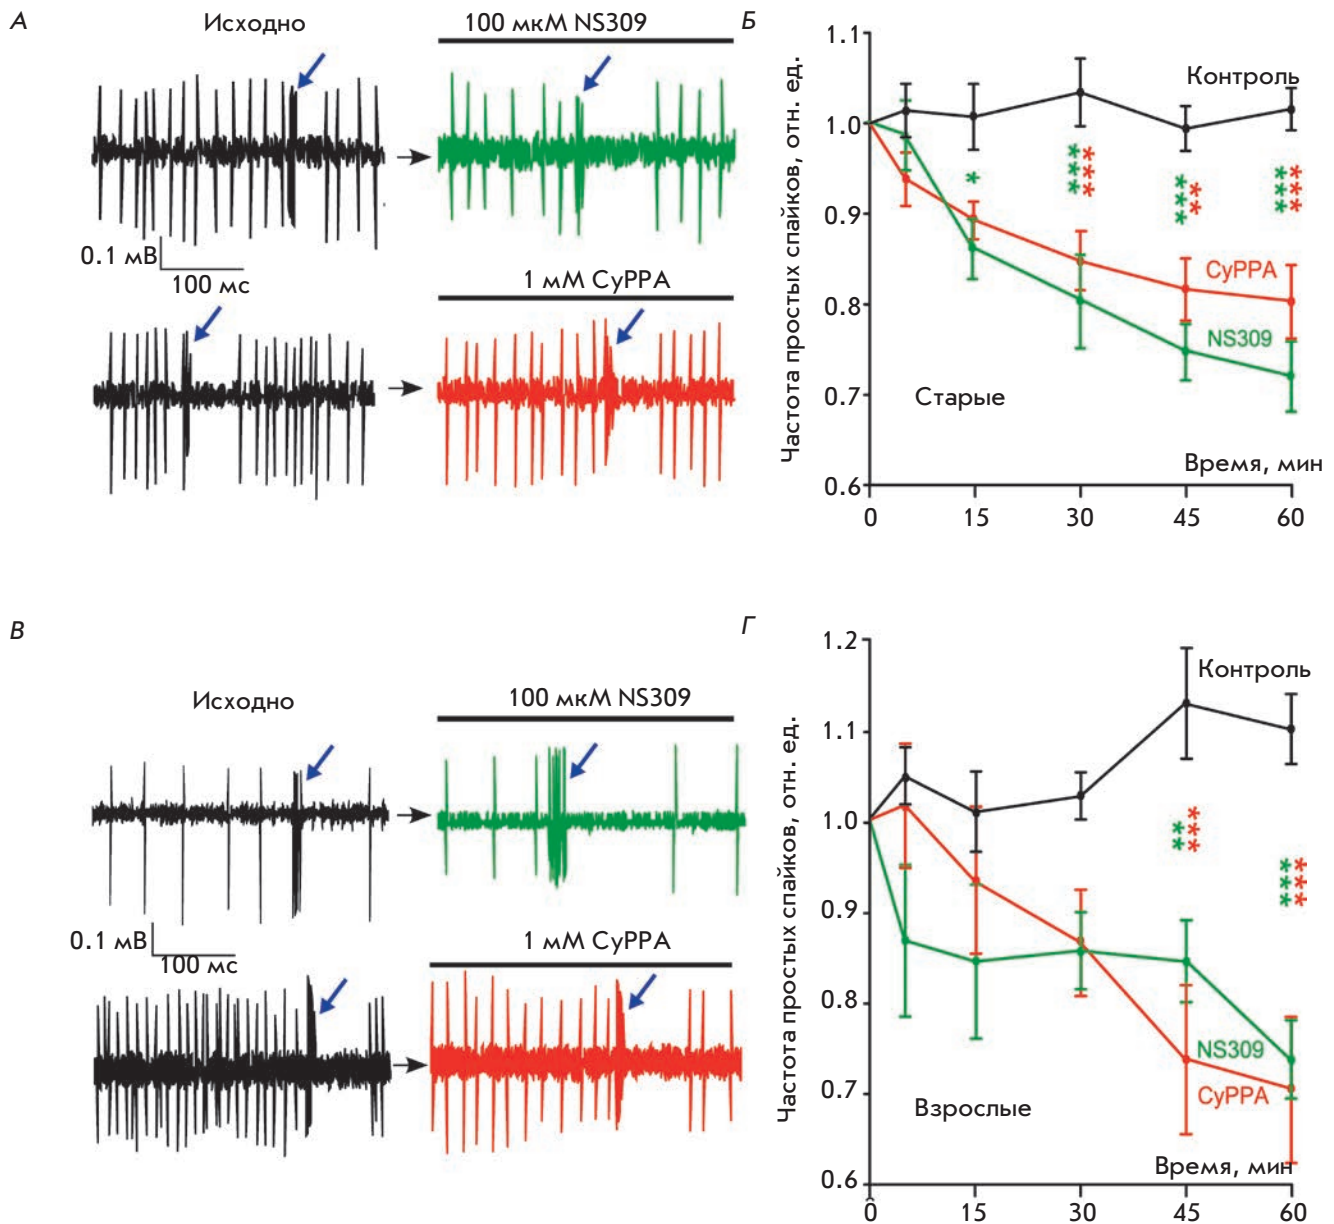 А
Исходно
100 мкМ NS309
0.1 мВ
100 мс
1 мМ CyPPA
Б
Частота простых спайков, отн. ед.
1.1
1.0
0.9
0.8
0.7
0.6
Контроль
*
***
***
***
**
***
***
CyPPA
NS309
Старые
Время, мин
0 15 30 45 60
В
Исходно
100 мкМ NS309
0.1 мВ
100 мс
1 мМ CyPPA
Г
Частота простых спайков, отн. ед.
1.2
1.1
1.0
0.9
0.8
0.7
0.6
Контроль
**
***
***
***
NS309
CyPPA
Взрослые
Время, мин
0 15 30 45 60